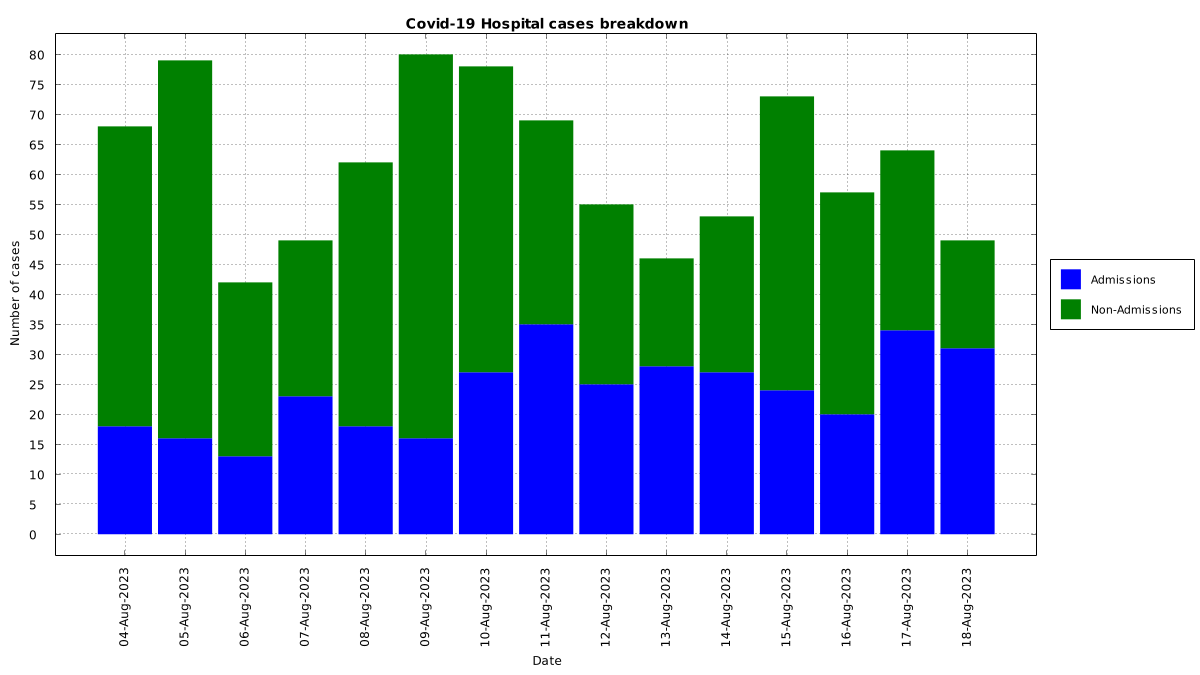 Covid-19 Hospital cases breakdown
80
75
70
65
60
55
50
45
40
35
30
25
20
15
10
5
0
Number of cases
04-Aug-2023
05-Aug-2023
06-Aug-2023
07-Aug-2023
08-Aug-2023
09-Aug-2023
10-Aug-2023
11-Aug-2023
12-Aug-2023
13-Aug-2023
14-Aug-2023
15-Aug-2023
16-Aug-2023
17-Aug-2023
18-Aug-2023
Date
Admissions
Non-Admissions